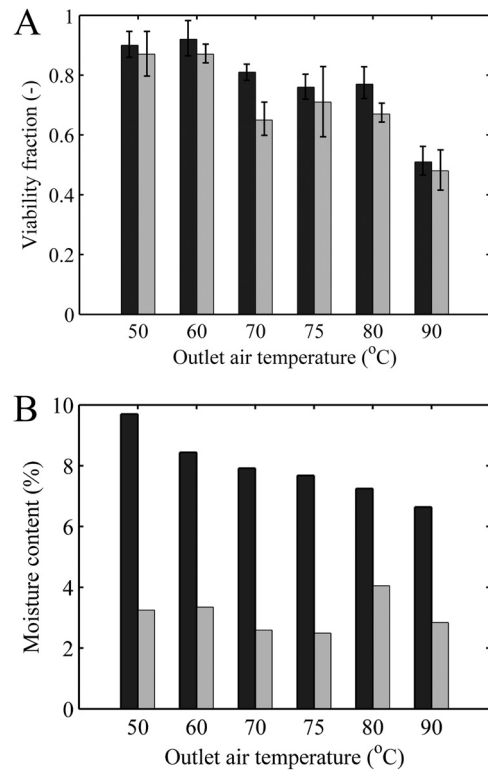 A
1
0.8
0.6
0.4
0.2
0
Viability fraction (-)
50 60 70 75 80 90
Outlet air temperature (°C)
B
10
8
6
4
2
0
Moisture content (%)
50 60 70 75 80 90
Outlet air temperature (°C)